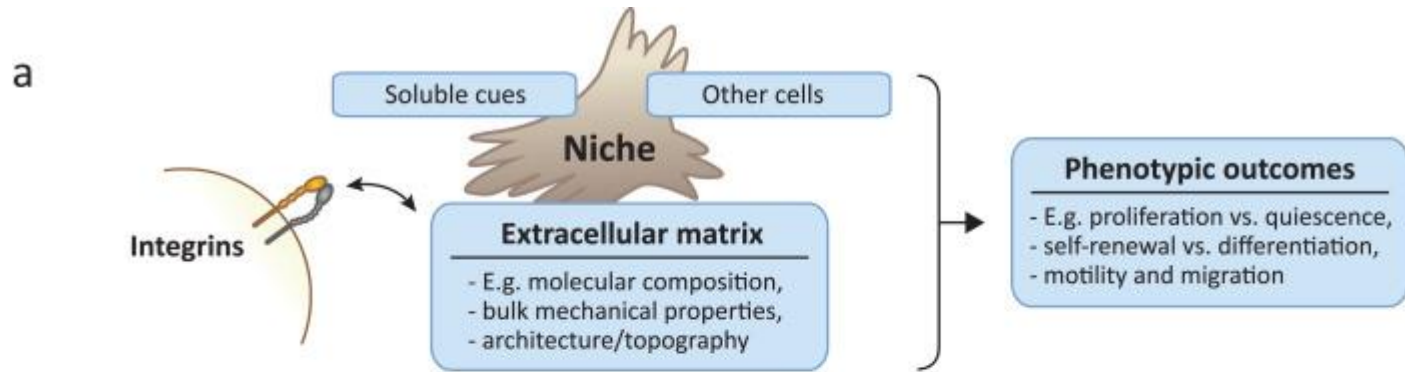 a
Soluble cues
Other cells
Niche
Integrins
Extracellular matrix
- E.g. molecular composition,
- bulk mechanical properties,
- architecture/topography
Phenotypic outcomes
- E.g. proliferation vs. quiescence,
- self-renewal vs. differentiation,
- motility and migration